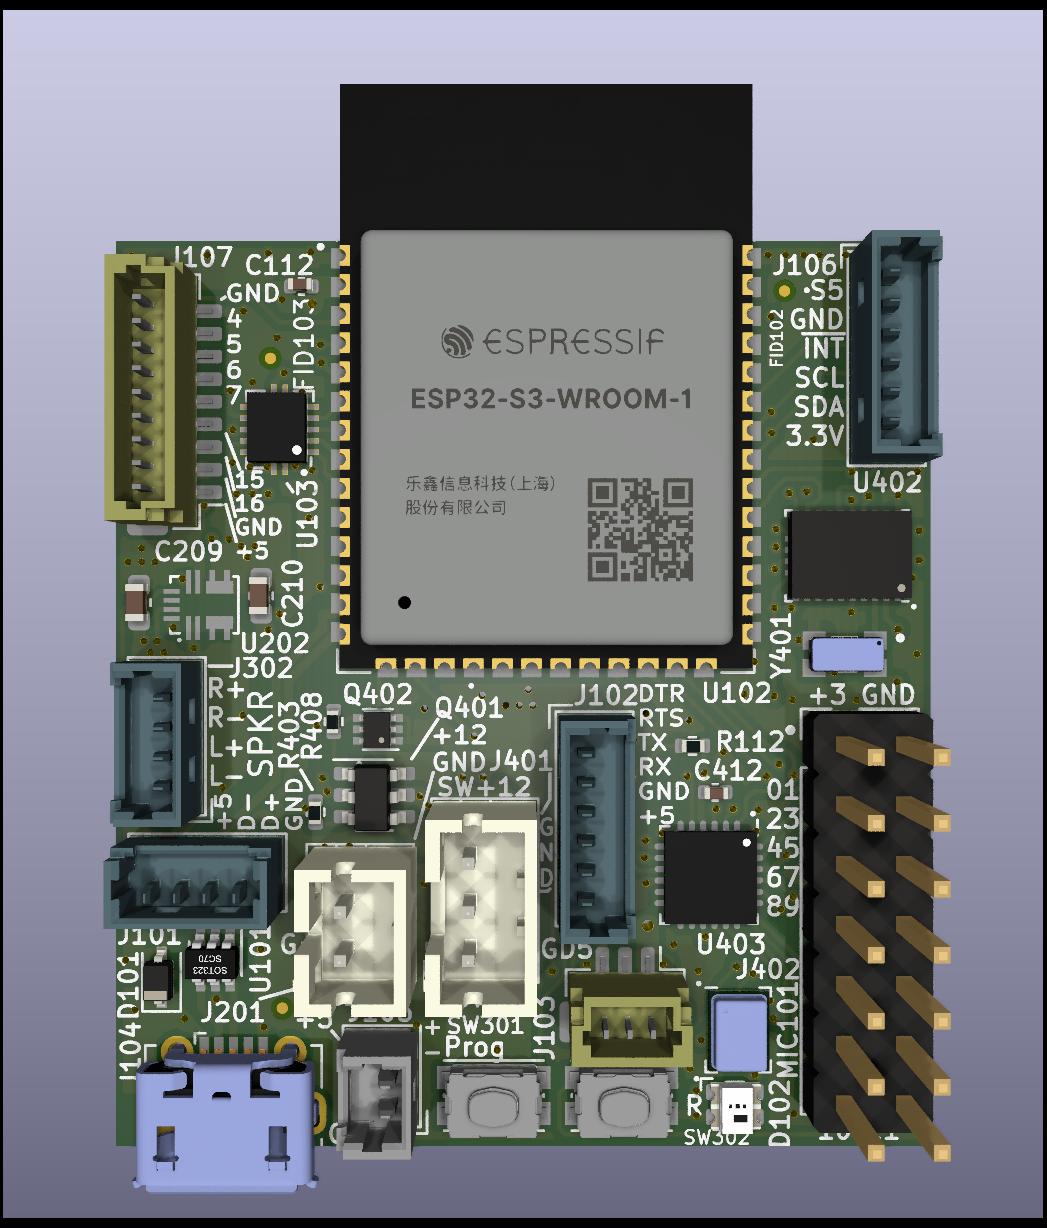 J107
C112
GND
4
5
6
7
FID103
15
16
GND
+5
U103
C209
C210
U202
ESPRESSIF
ESP32-S3-WROOM-1
乐鑫信息科技(上海)
股份有限公司
J106
S5
GND
INT
SCL
SDA
3.3V
FID102
U402
Y401
+3 GND
J302
R+
R-
L+
L-
SPKR
R403
R408
+5
D-
D+
GND
Q402
Q401
+12
GND
J401
SW+12
GND
J102
DTR
RTS
TX
RX
GND
+5
U102
R112
C412
01
23
45
67
89
U403
J402
J101
D101
SOT323
SC70
U101
G
J201
J104
+5
GD5
+
-
SW301
Prog
J103
MIC101
R
SW302
D102